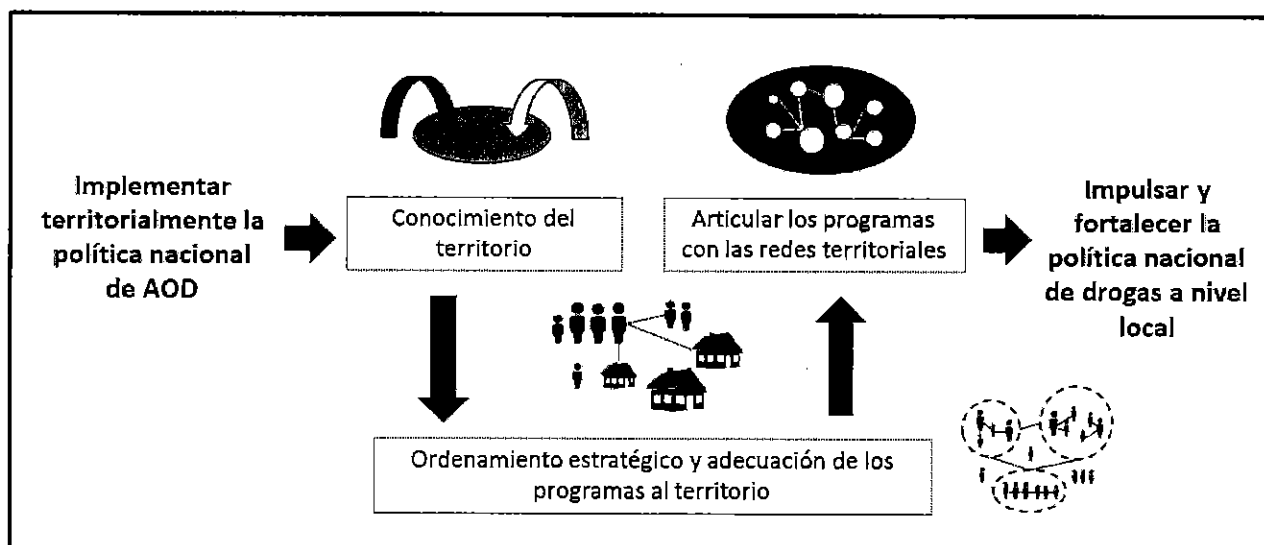 Implementar
territorialmente la
política nacional
de AOD
Conocimiento del
territorio
Ordenamiento estratégico y adecuación de los
programas al territorio
Articular los programas
con las redes territoriales
Impulsar y
fortalecer la
política nacional
de drogas a nivel
local